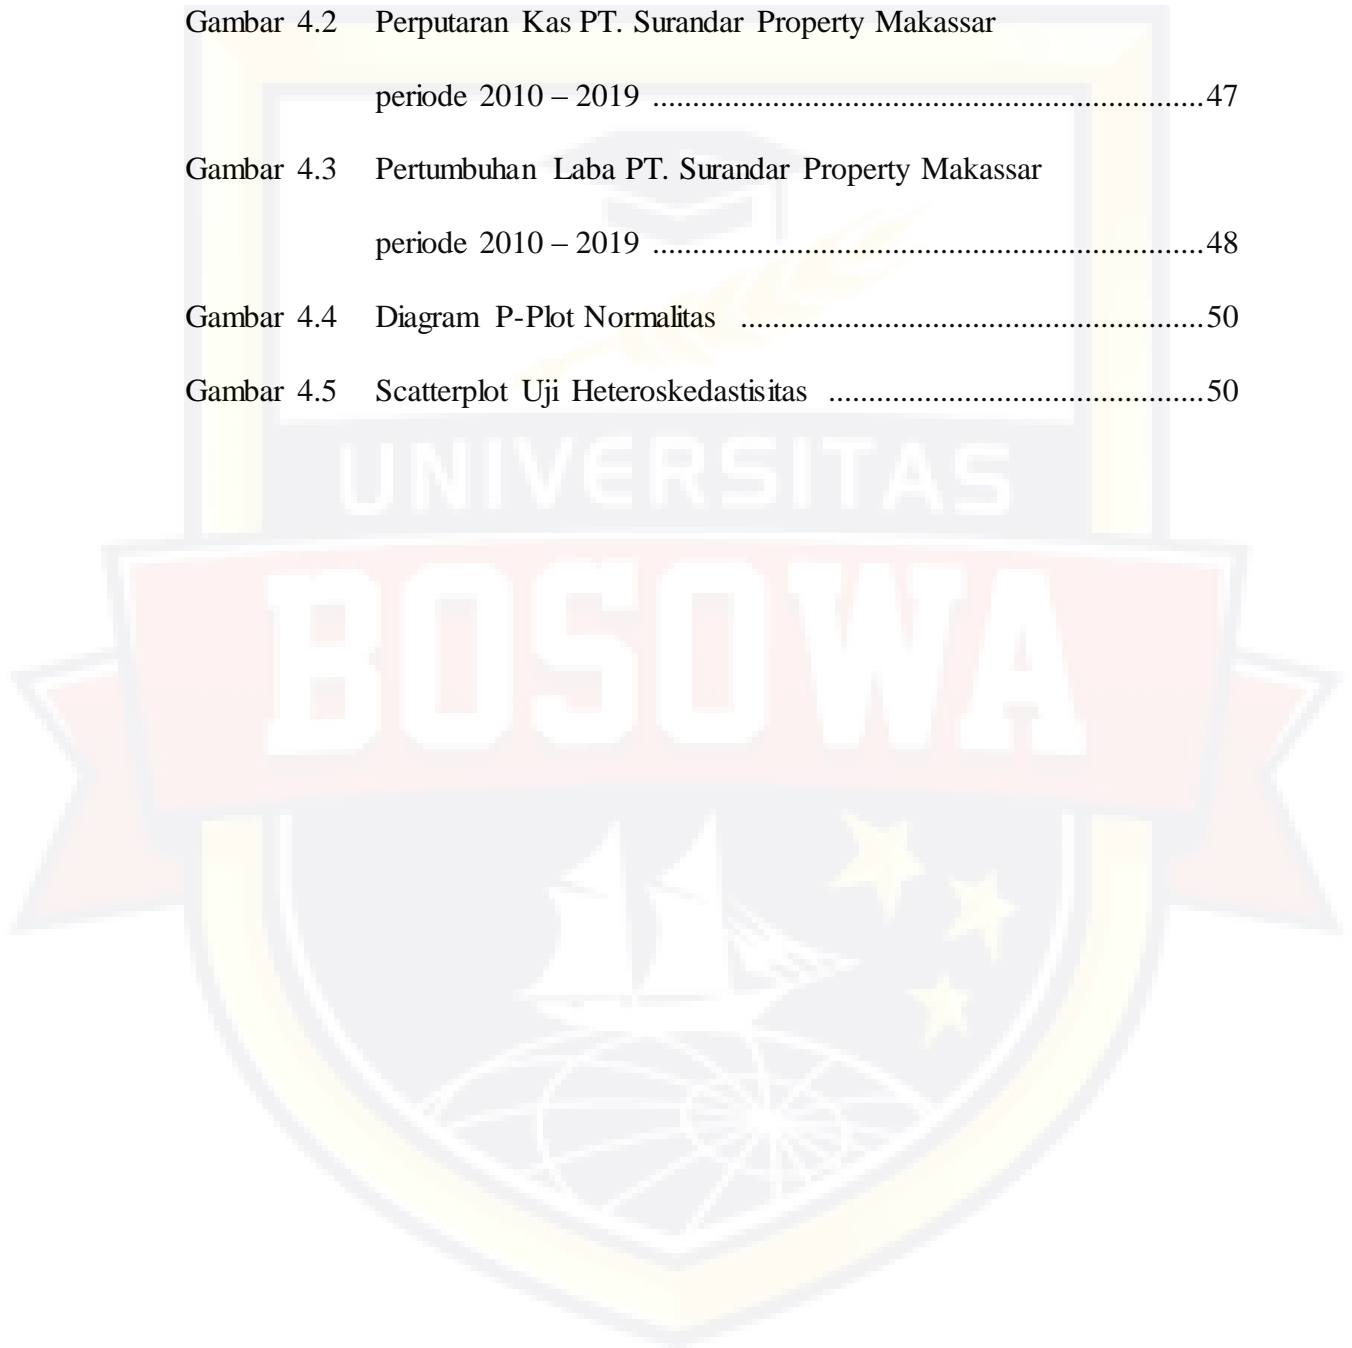 Gambar 4.2 Perputaran Kas PT. Surandar Property Makassar
periode 2010 – 2019 .....................................................................47
Gambar 4.3 Pertumbuhan Laba PT. Surandar Property Makassar
periode 2010 – 2019 .....................................................................48
Gambar 4.4 Diagram P-Plot Normalitas ..........................................................50
Gambar 4.5 Scatterplot Uji Heteroskedastisitas ...............................................50
UNIVERSITAS
BOSOWA